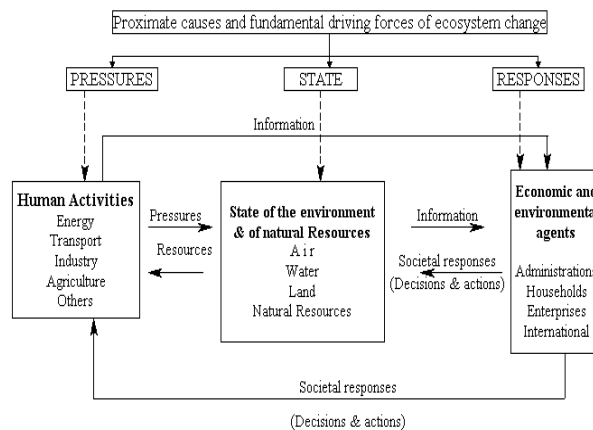 Proximate causes and fundamental driving forces of ecosystem change
PRESSURES
STATE
RESPONSES
Information
Human Activities
Energy
Transport
Industry
Agriculture
Others
Pressures
Resources
State of the environment
& of natural Resources
Air
Water
Land
Natural Resources
Information
Societal responses
(Decisions & actions)
Economic and
environmenta
agents
Administrations
Households
Enterprises
International
Societal responses
(Decisions & actions)